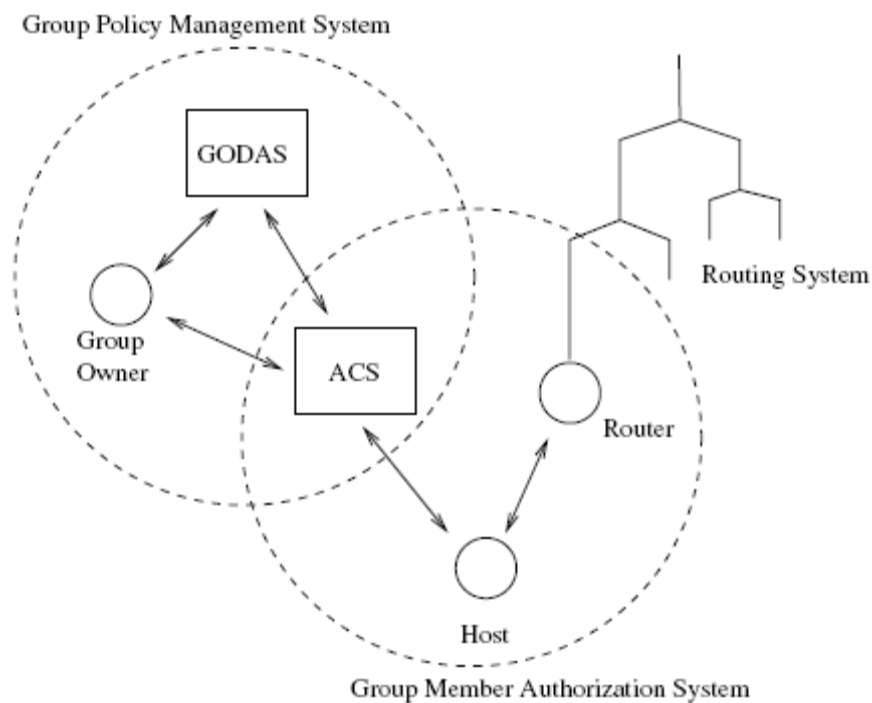 Group Policy Management System
GODAS
Routing System
Group
Owner
ACS
Router
Host
Group Member Authorization System